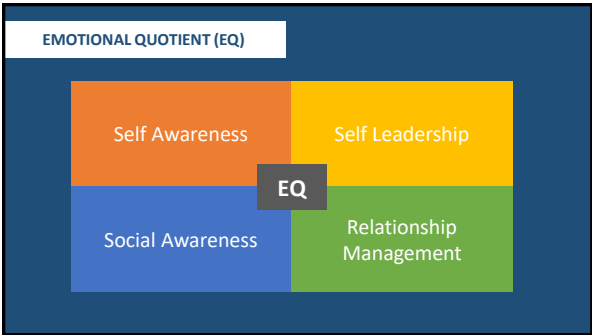 EMOTIONAL QUOTIENT (EQ)
Self Awareness
Self Leadership
EQ
Social Awareness
Relationship
Management